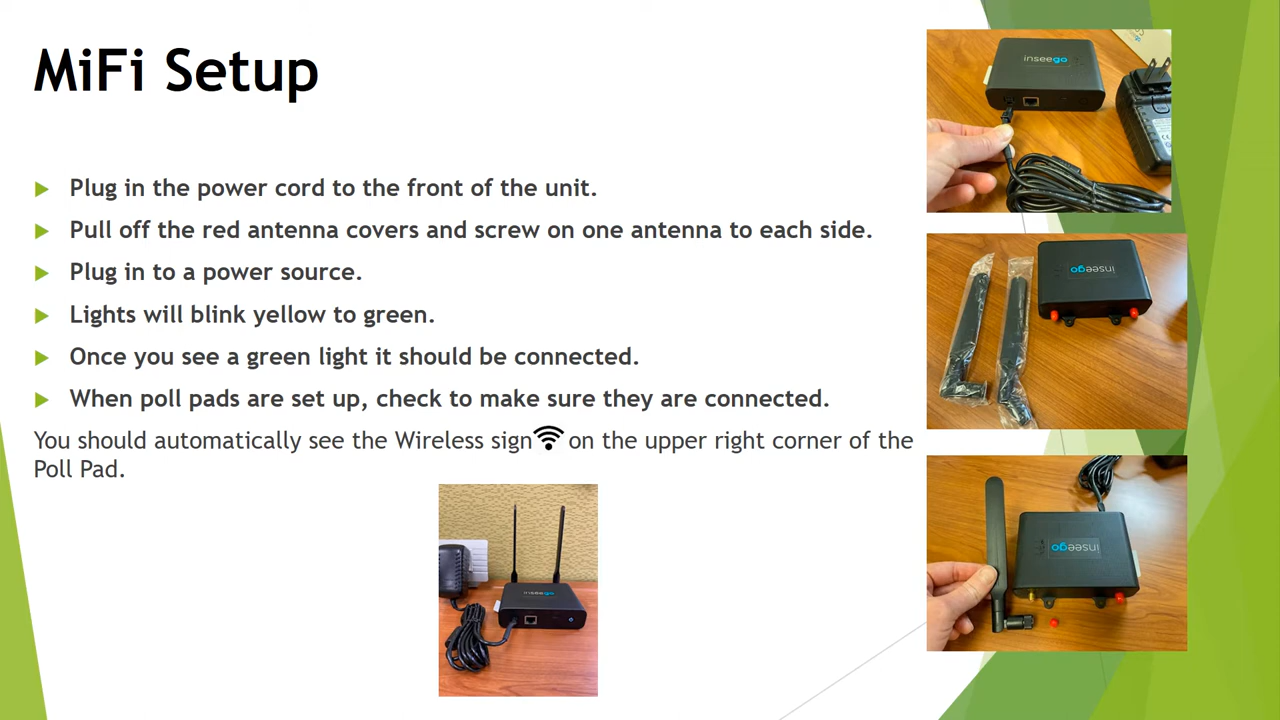 MiFi Setup
Plug in the power cord to the front of the unit.
Pull off the red antenna covers and screw on one antenna to each side.
Plug in to a power source.
Lights will blink yellow to green.
Once you see a green light it should be connected.
When poll pads are set up, check to make sure they are connected.
You should automatically see the Wireless sign on the upper right corner of the
Poll Pad.
inseego
inseego
inseego
inseego